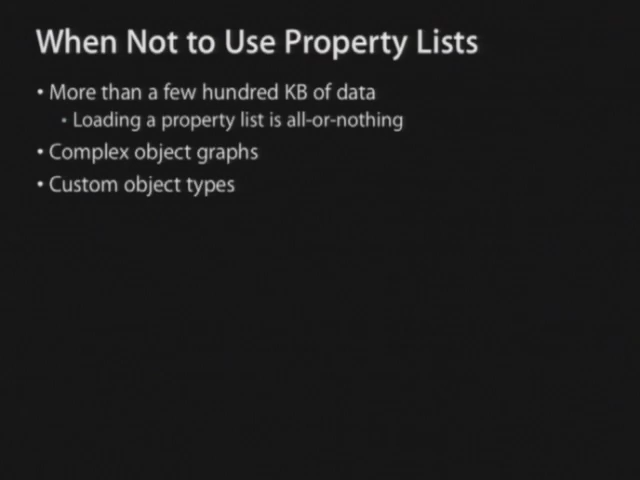 When Not to Use Property Lists
• More than a few hundred KB of data
• Loading a property list is all-or-nothing
• Complex object graphs
• Custom object types